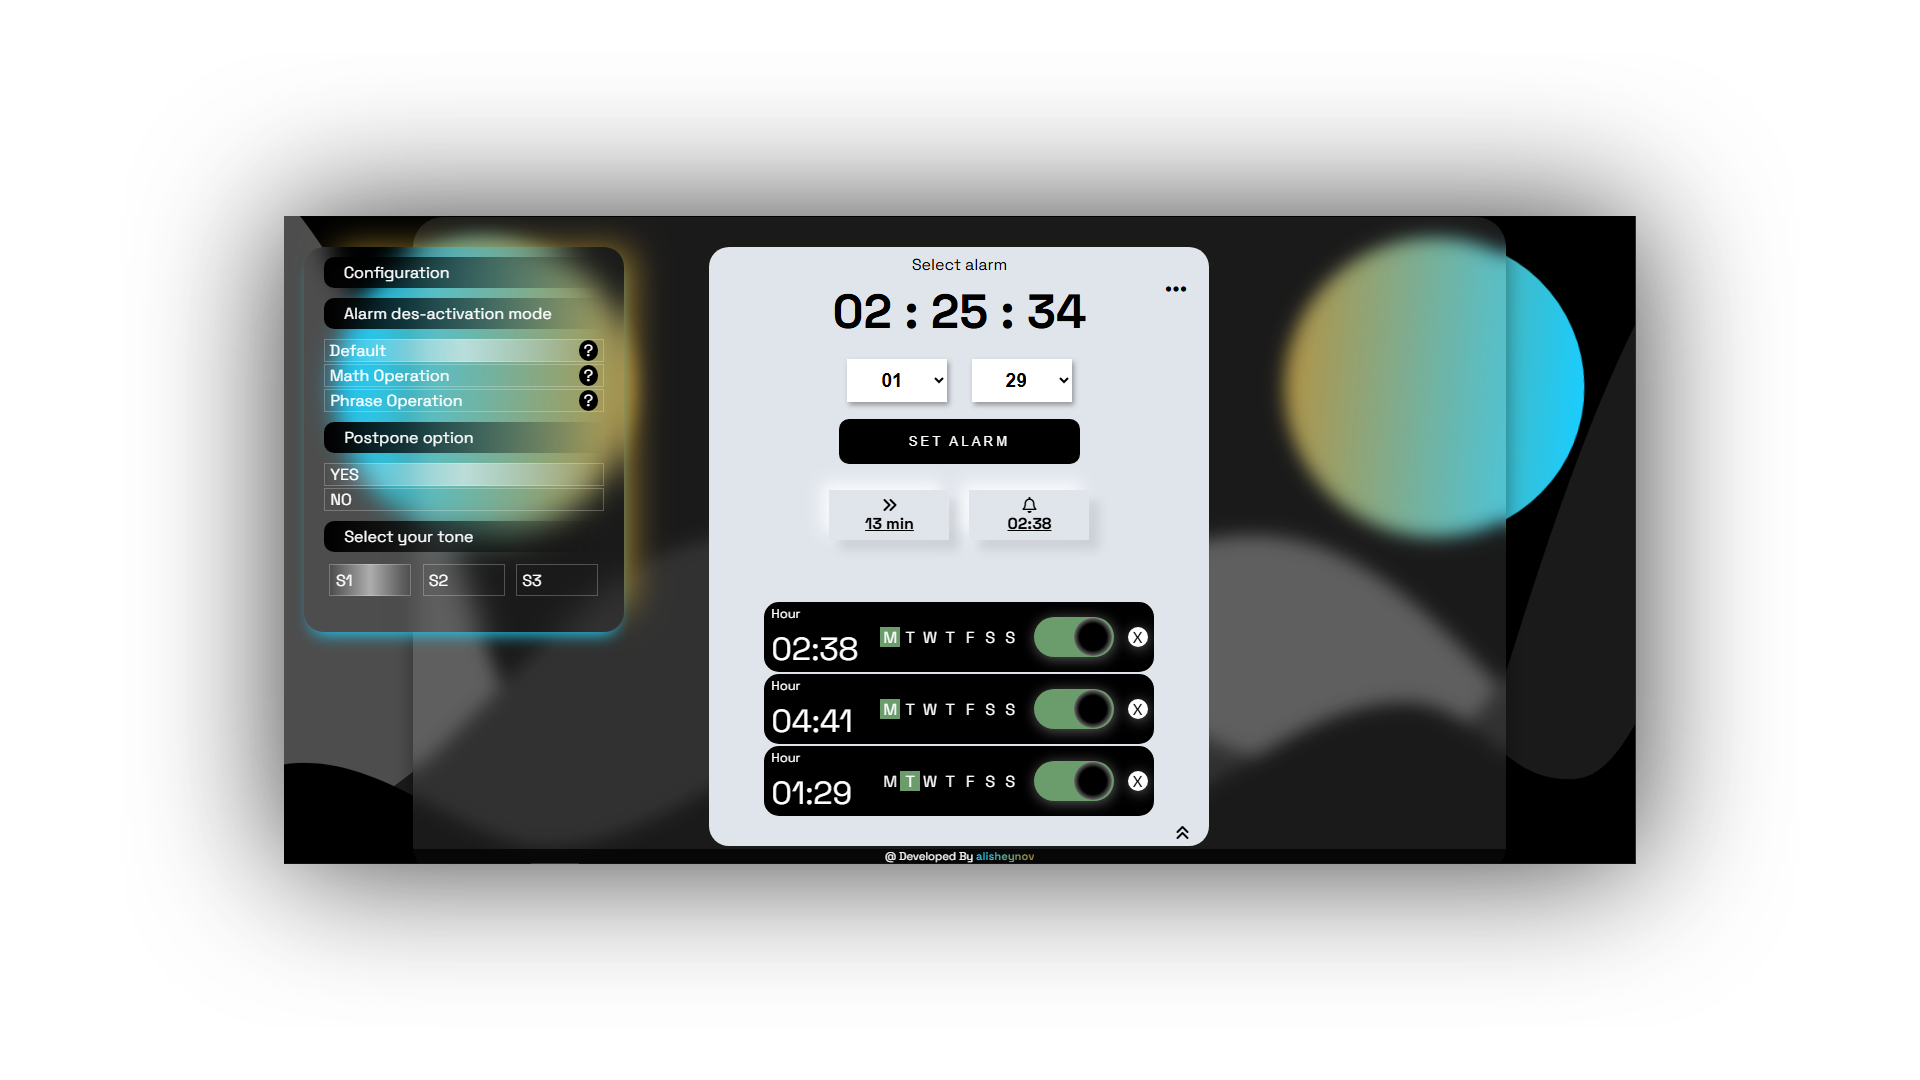 Configuration
Alarm des-activation mode
Default ?
Math Operation ?
Phrase Operation ?
Postpone option
YES
NO
Select your tone
S1 S2 S3
Select alarm
02 : 25 : 34
01 29
SET ALARM
13 min 02:38
Hour
02:38 M T W T F S S X
Hour
04:41 M T W T F S S X
Hour
01:29 M T W T F S S X
@ Developed By alisheynov